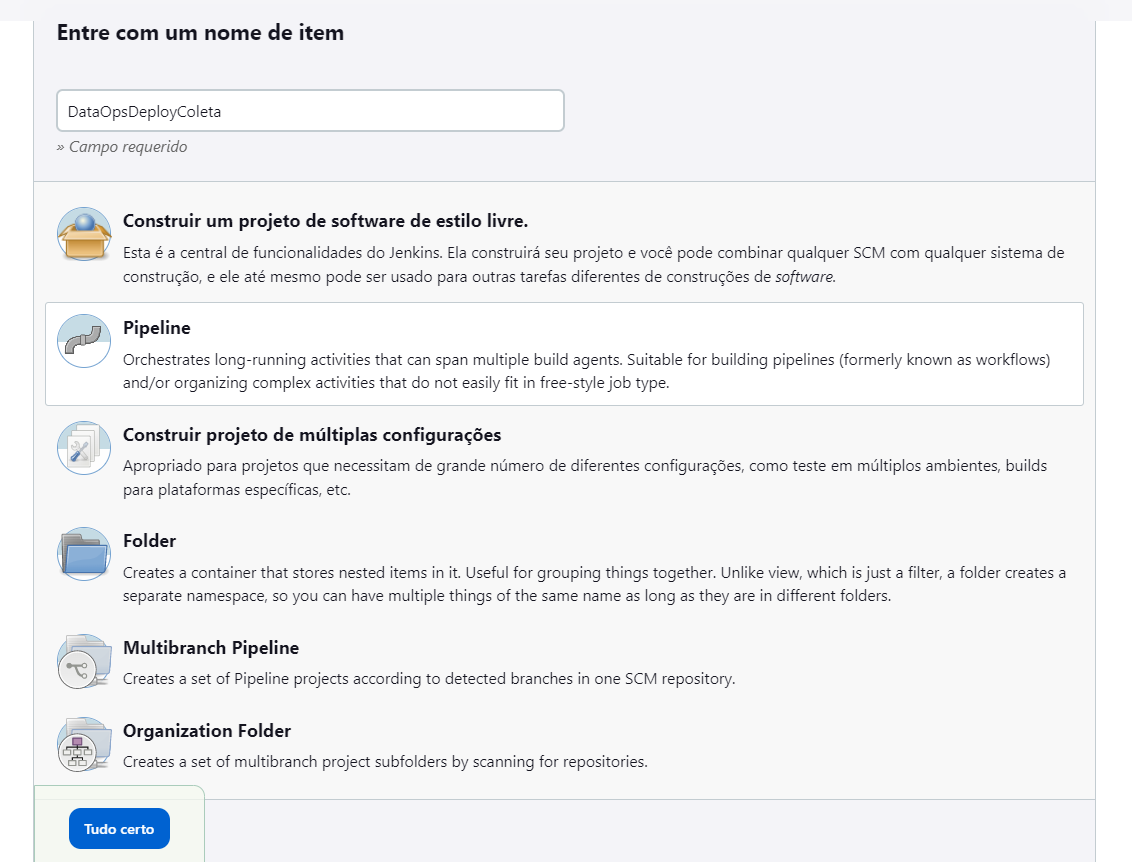 Entre com um nome de item
DataOpsDeployColeta
» Campo requerido
Construir um projeto de software de estilo livre.
Esta é a central de funcionalidades do Jenkins. Ela construirá seu projeto e você pode combinar qualquer SCM com qualquer sistema de
construção, e ele até mesmo pode ser usado para outras tarefas diferentes de construções de software.
Pipeline
Orchestrates long-running activities that can span multiple build agents. Suitable for building pipelines (formerly known as workflows)
and/or organizing complex activities that do not easily fit in free-style job type.
Construir projeto de múltiplas configurações
Apropriado para projetos que necessitam de grande número de diferentes configurações, como teste em múltiplos ambientes, builds
para plataformas específicas, etc.
Folder
Creates a container that stores nested items in it. Useful for grouping things together. Unlike view, which is just a filter, a folder creates a
separate namespace, so you can have multiple things of the same name as long as they are in different folders.
Multibranch Pipeline
Creates a set of Pipeline projects according to detected branches in one SCM repository.
Organization Folder
Creates a set of multibranch project subfolders by scanning for repositories.
Tudo certo